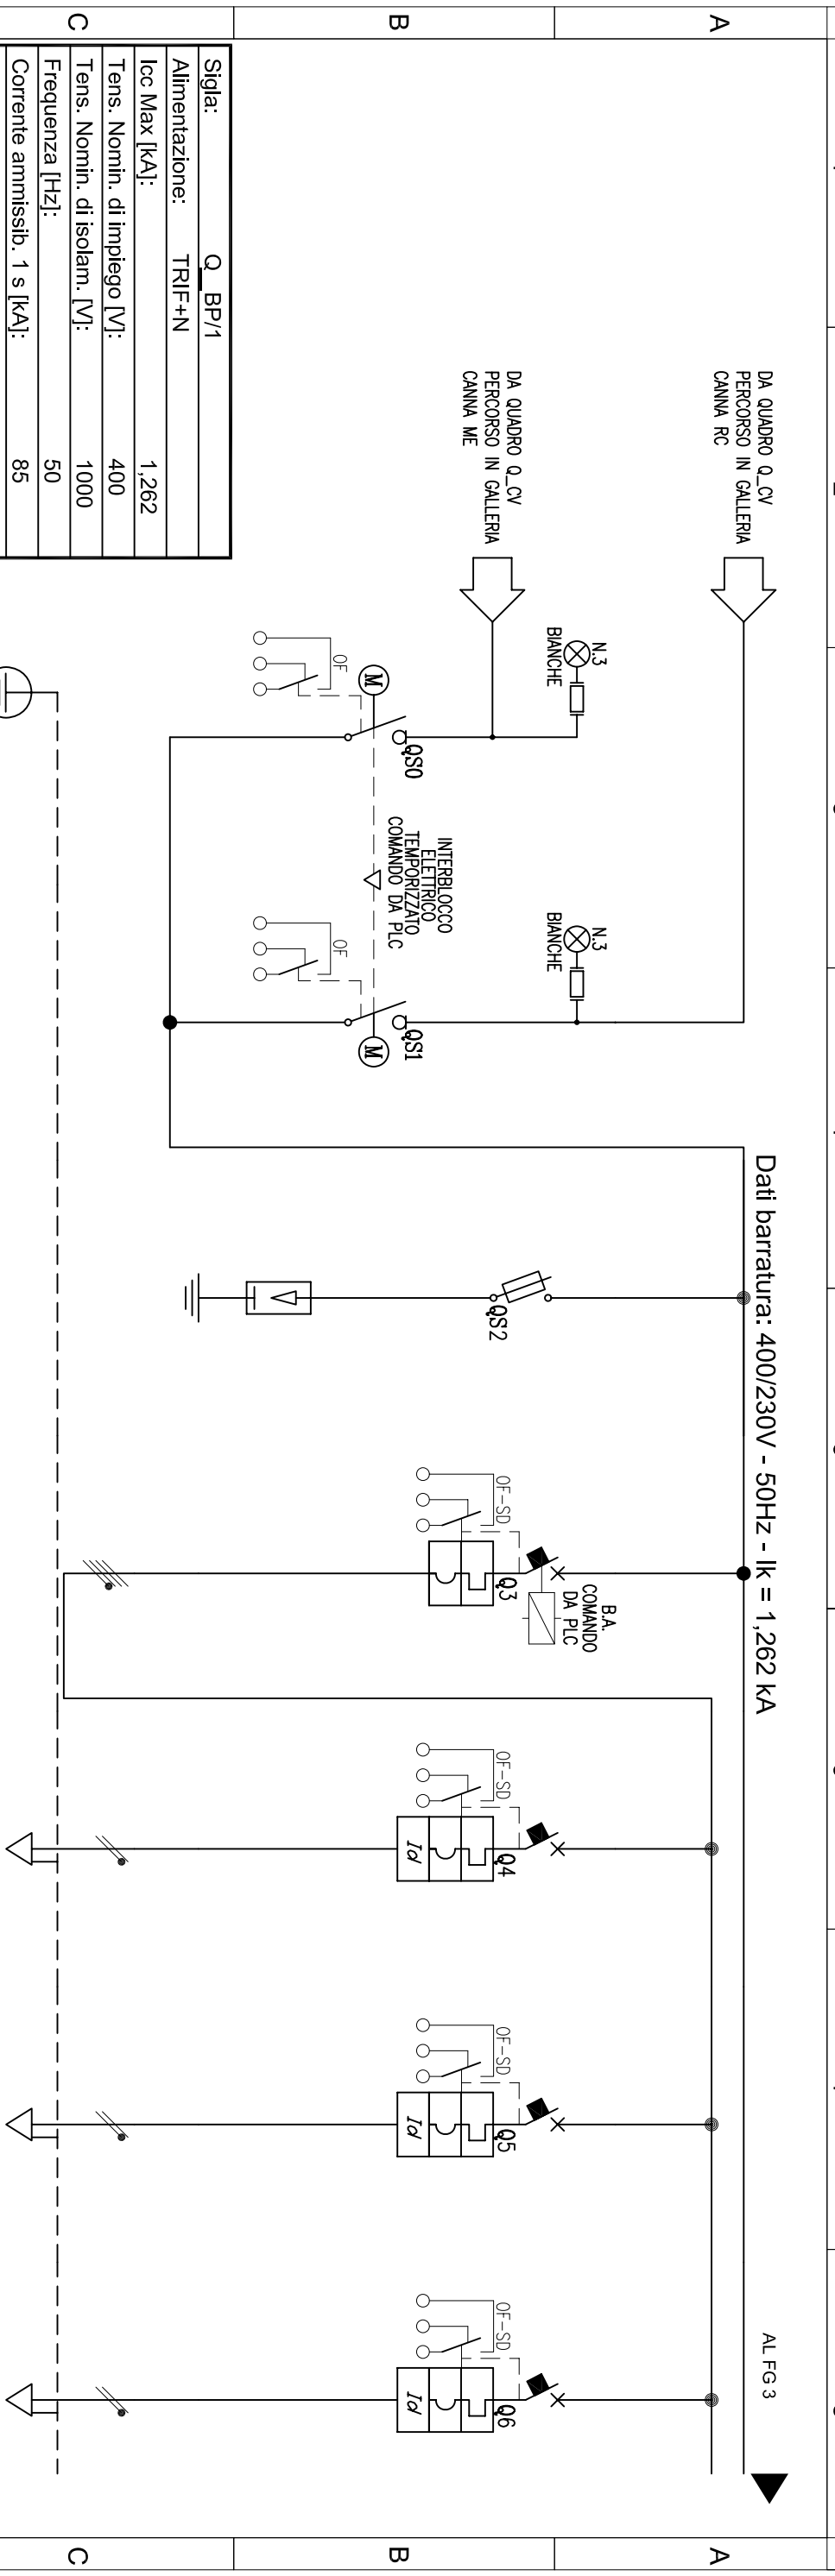 A
B
C
Dati barratura: 400/230V - 50Hz - Ik = 1,262 kA
AL FG 3
DA QUADRO Q_CV
PERCORSO IN GALLERIA
CANNA RC
DA QUADRO Q_CV
PERCORSO IN GALLERIA
CANNA ME
N.3
BIANCHE
N.3
BIANCHE
QS0
M
OF
INTERBLOCCO
ELETTRICO
TEMPORIZZATO
COMANDO DA PLC
QS1
M
OF
QS2
B.A.
COMANDO
DA PLC
Q3
OF-SD
Q4
OF-SD
Id
Q5
OF-SD
Id
Q6
OF-SD
Id
Sigla: Q_BP/1
Alimentazione: TRIF+N
Icc Max [kA]: 1,262
Tens. Nomin. di impiego [V]: 400
Tens. Nomin. di isolam. [V]: 1000
Frequenza [Hz]: 50
Corrente ammissib. 1 s [kA]: 85
A
B
C